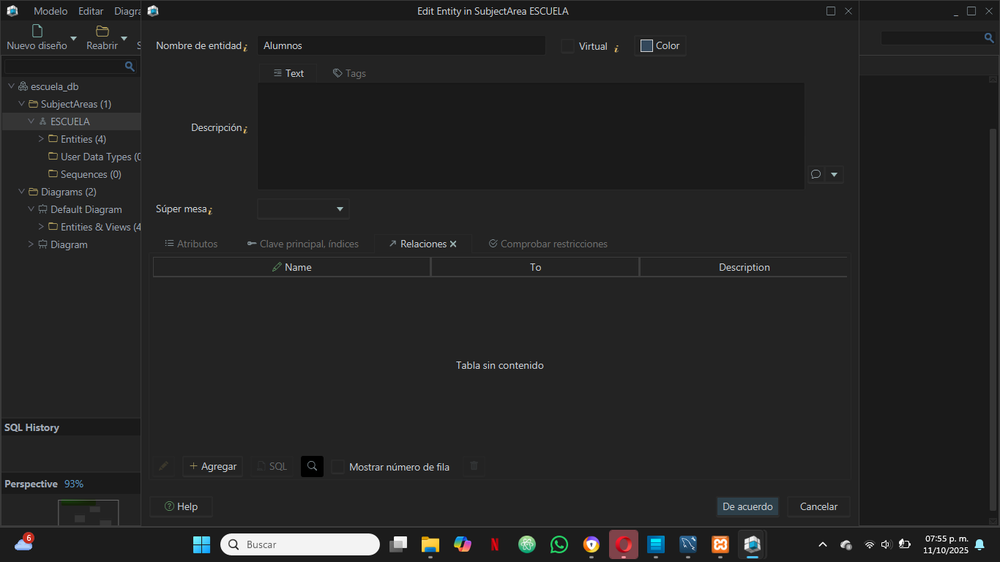 Edit Entity in SubjectArea ESCUELA
Modelo Editar
Nuevo diseño Reabrir
Nombre de entidad Alumnos Virtual Color
Text Tags
Descripción
Súper mesa
escuela_db
SubjectAreas (1)
ESCUELA
Entities (4)
User Data Types
Sequences (0)
Diagrams (2)
Default Diagram
Entities & Views
Diagram
SQL History
Perspective 93%
Atributos Clave principal, índices Relaciones Comprobar restricciones
Name To Description
Tabla sin contenido
Agregar SQL Mostrar número de fila
Help De acuerdo Cancelar
6 Buscar 07:55 p. m.
11/10/2025